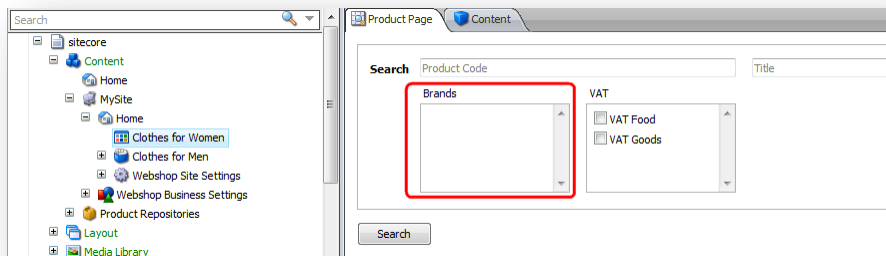 Search
sitecore
Content
Home
MySite
Home
Clothes for Women
Clothes for Men
Webshop Site Settings
Webshop Business Settings
Product Repositories
Layout
Media Library
Product Page
Content
Search
Product Code
Title
Brands
VAT
VAT Food
VAT Goods
Search